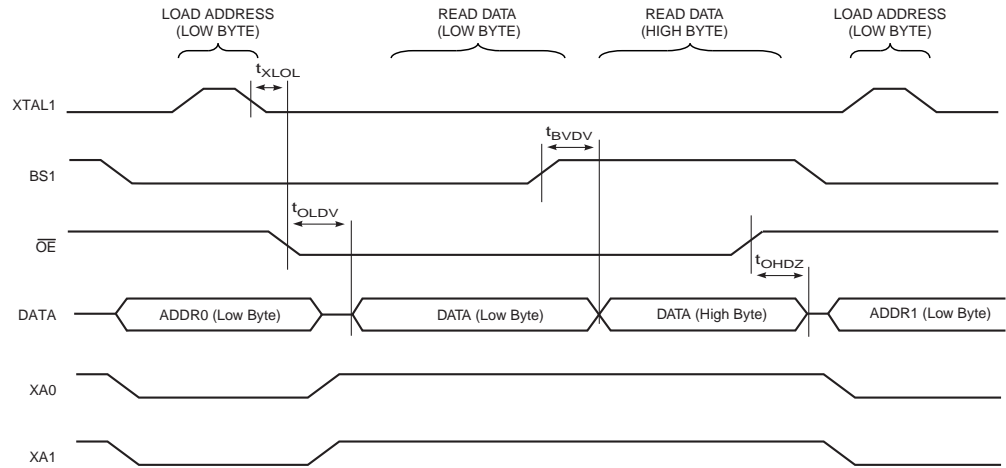 LOAD ADDRESS
(LOW BYTE)
READ DATA
(LOW BYTE)
READ DATA
(HIGH BYTE)
LOAD ADDRESS
(LOW BYTE)
tXLOL
XTAL1
tBVDV
BS1
tOLDV
OE
tOHDZ
DATA
ADDR0 (Low Byte)
DATA (Low Byte)
DATA (High Byte)
ADDR1 (Low Byte)
XA0
XA1